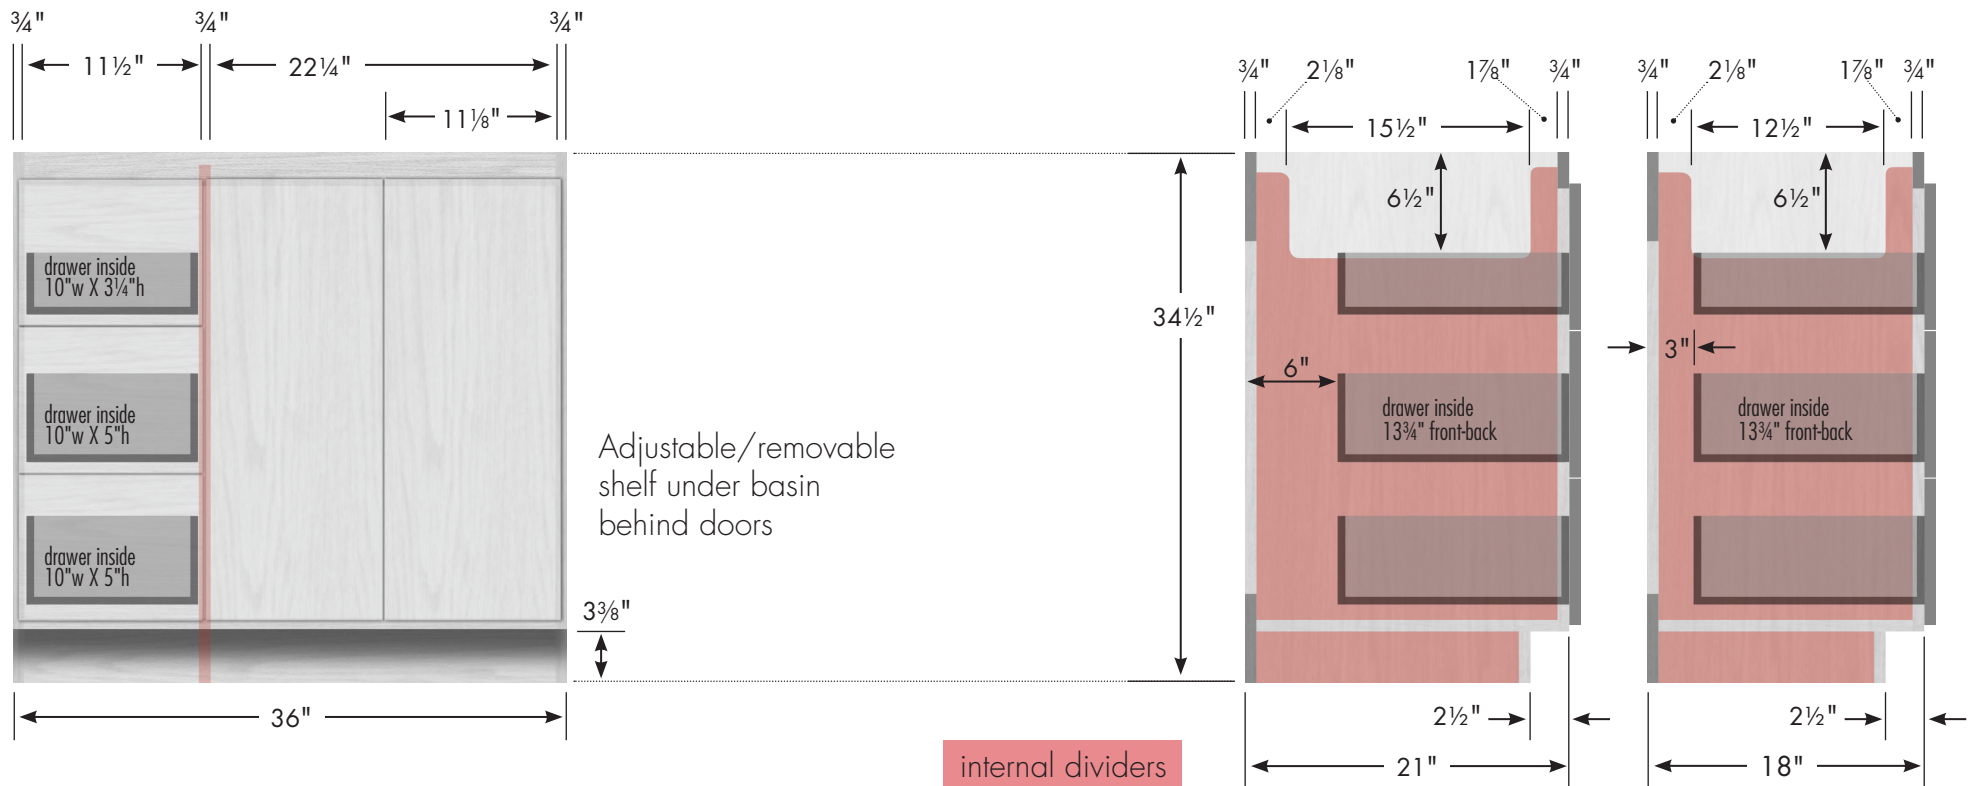 ¾" ¾" ¾"
11½" 22¼"
11⅛"
¾" 2⅛" 1⅞" ¾"
15½"
6½"
¾" 2⅛" 1⅞" ¾"
12½"
6½"
drawer inside
10"w X 3¼"h
drawer inside
10"w X 5"h
drawer inside
10"w X 5"h
Adjustable/removable
shelf under basin
behind doors
3⅜"
36"
34½"
6"
drawer inside
13¾" front-back
3"
drawer inside
13¾" front-back
2½"
21"
2½"
18"
internal dividers